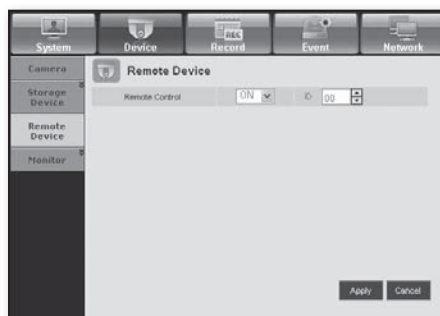 System Device REC Record Event Network
Camera
Storage Device
Remote Device
Monitor
Remote Device
Remote Control ON ID 00
Apply Cancel